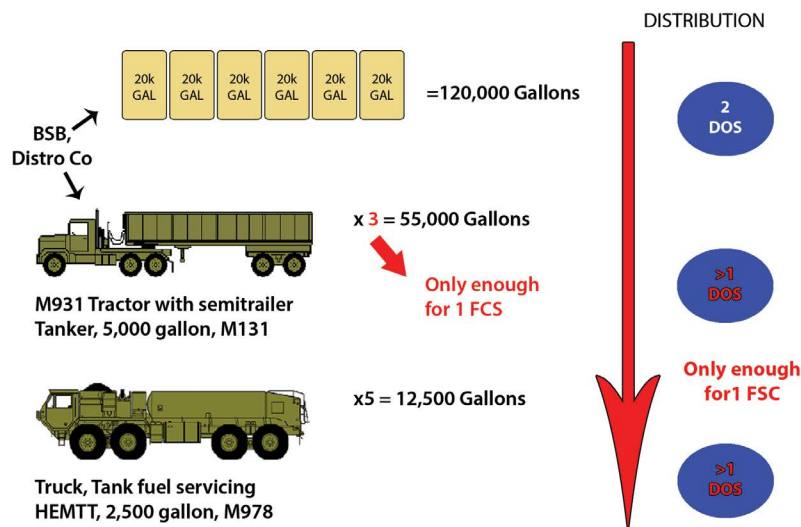 DISTRIBUTION
20k
GAL
20k
GAL
20k
GAL
20k
GAL
20k
GAL
20k
GAL
=120,000 Gallons
2
DOS
BSB,
Distro Co
x 3 = 55,000 Gallons
Only enough
for 1 FCS
>1
DOS
M931 Tractor with semitrailer
Tanker, 5,000 gallon, M131
Only enough
for1 FSC
x5 = 12,500 Gallons
>1
DOS
Truck, Tank fuel servicing
HEMTT, 2,500 gallon, M978